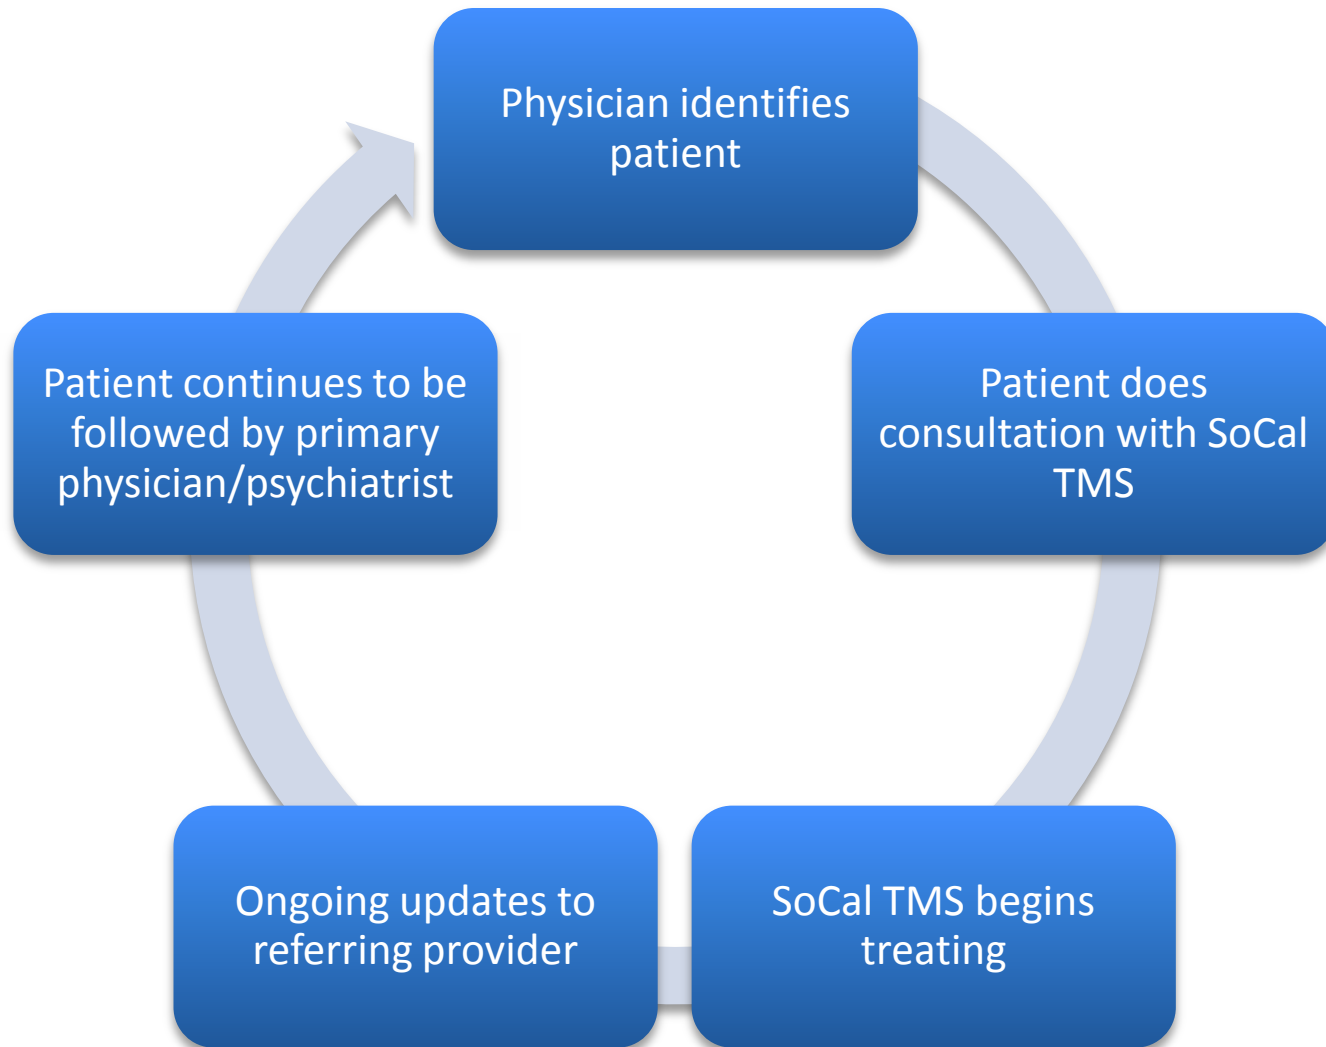 Physician identifies
patient
Patient does
consultation with SoCal
TMS
SoCal TMS begins
treating
Ongoing updates to
referring provider
Patient continues to be
followed by primary
physician/psychiatrist